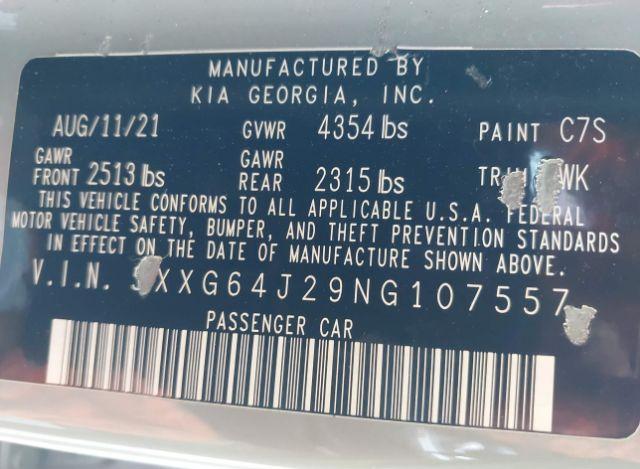 MANUFACTURED BY
KIA GEORGIA, INC.
AUG/11/21 GVWR 4354 lbs PAINT C7S
GAWR FRONT 2513 lbs GAWR REAR 2315 lbs
THIS VEHICLE CONFORMS TO ALL APPLICABLE U.S.A. FEDERAL
MOTOR VEHICLE SAFETY, BUMPER, AND THEFT PREVENTION STANDARDS
IN EFFECT ON THE DATE OF MANUFACTURE SHOWN ABOVE.
V.I.N.
PASSENGER CAR